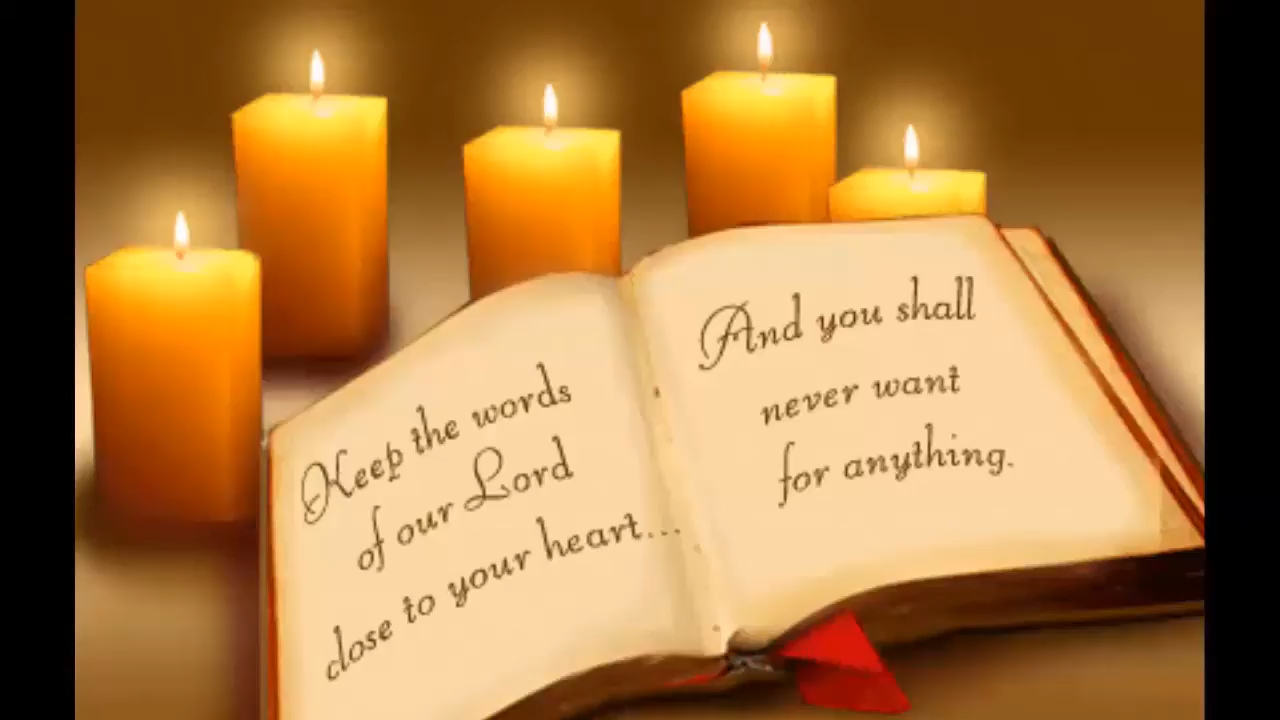 Keep the words
of our Lord
close to your heart...
And you shall
never want
for anything.